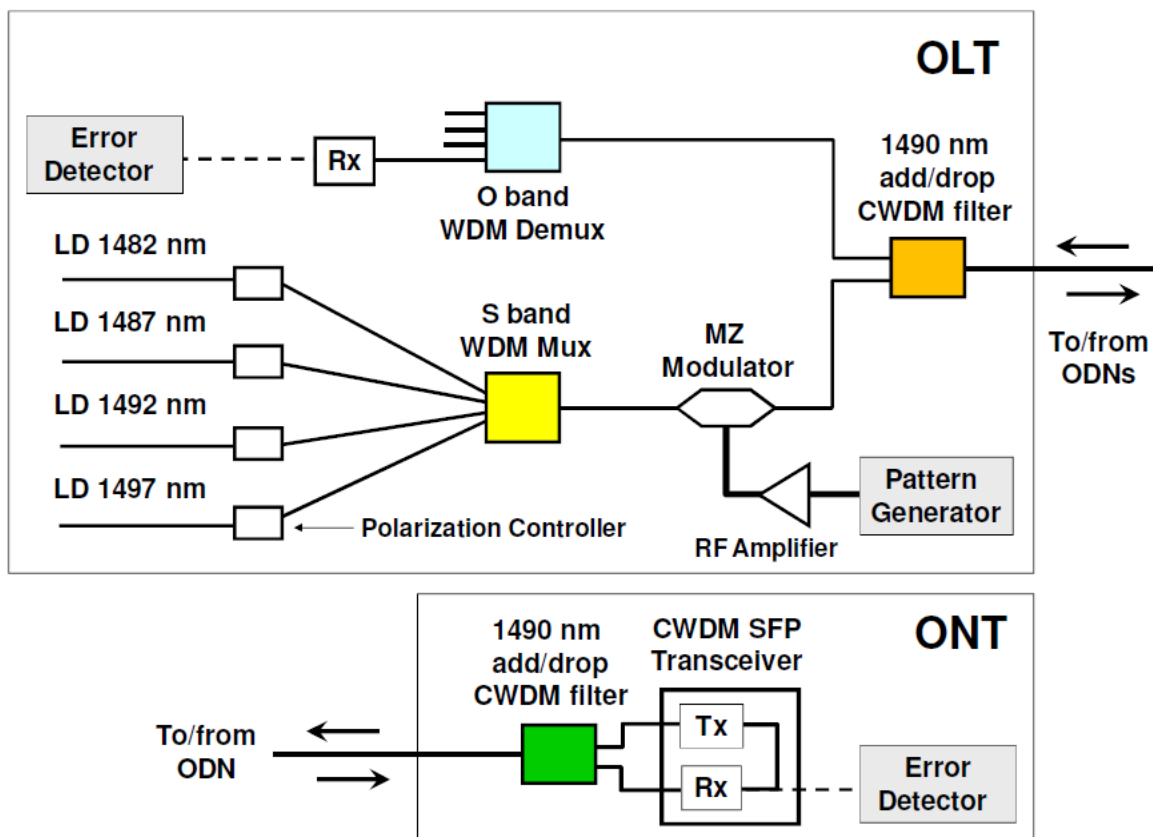 OLT
Error
Detector
Rx
O band
WDM Demux
1490 nm
add/drop
CWDM filter
LD 1482 nm
LD 1487 nm
LD 1492 nm
LD 1497 nm
S band
WDM Mux
MZ
Modulator
To/from
ODNs
Polarization Controller
RF Amplifier
Pattern
Generator
ONT
1490 nm
add/drop
CWDM filter
CWDM SFP
Transceiver
Tx
Rx
To/from
ODN
Error
Detector